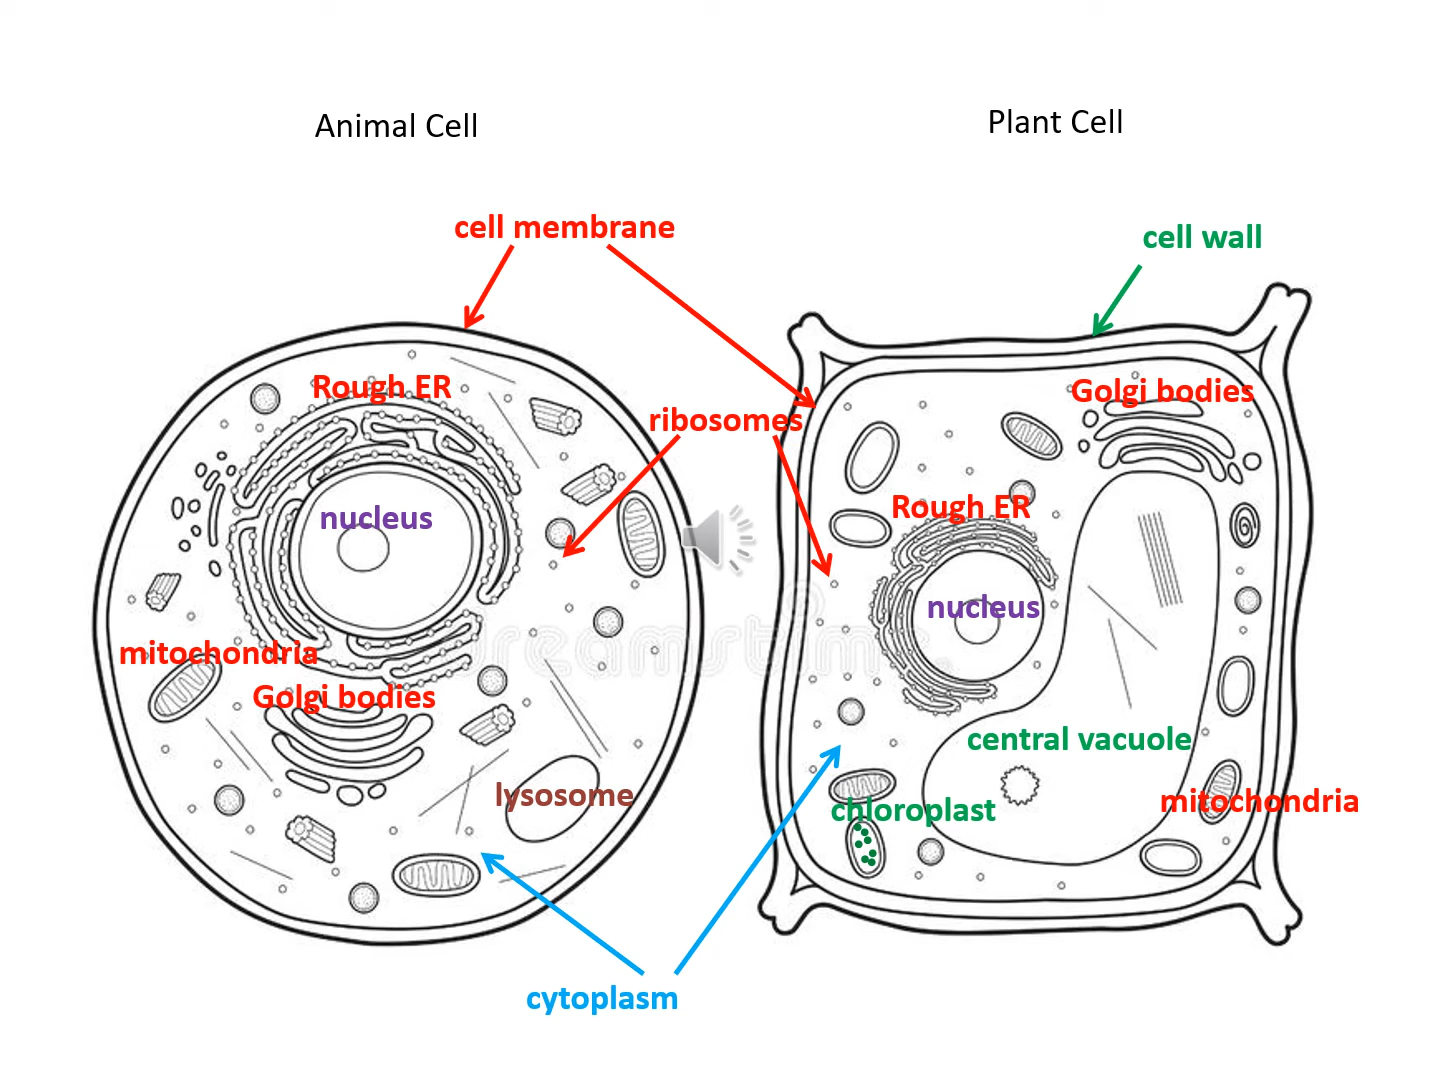 Animal Cell
Plant Cell
cell membrane
cell wall
Rough ER
Golgi bodies
ribosomes
nucleus
Rough ER
nucleus
mitochondria
Golgi bodies
central vacuole
lysosome
chloroplast
mitochondria
cytoplasm
dreamstime